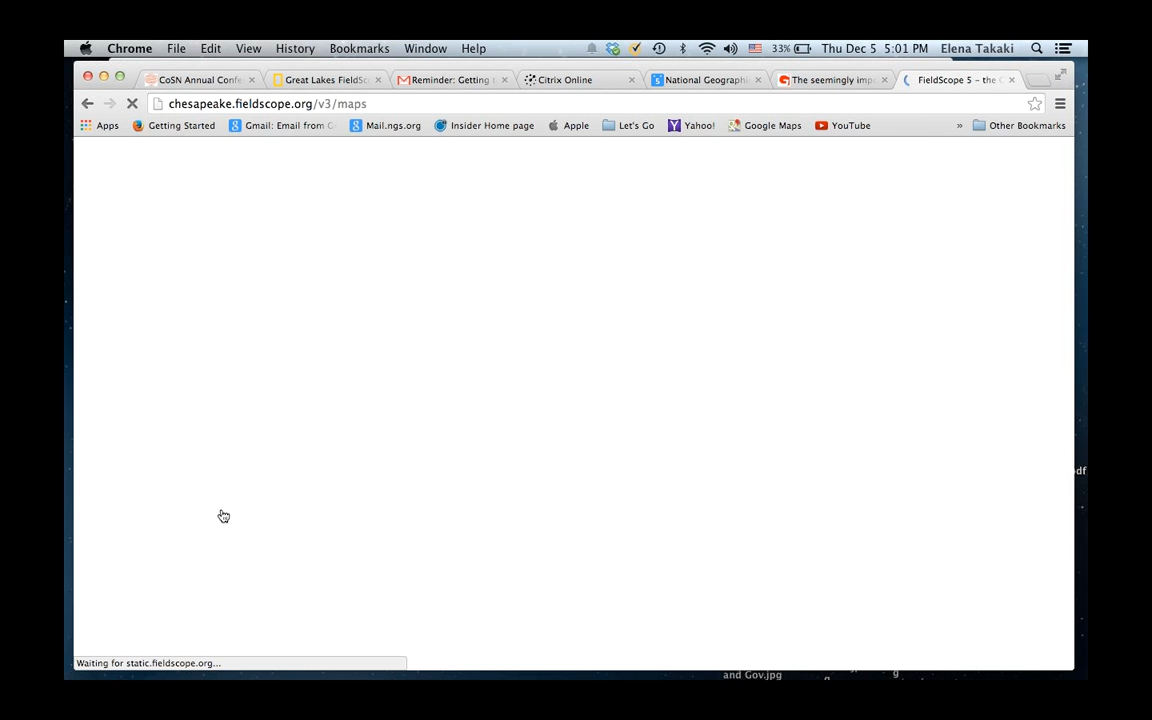 Chrome File Edit View History Bookmarks Window Help 33% Thu Dec 5 5:01 PM Elena Takaki
CoSN Annual Confe Great Lakes FieldSc Reminder: Getting Citrix Online National Geographi The seemingly imp FieldScope 5 – the
chesapeake.fieldscope.org/v3/maps
Apps Getting Started Gmail: Email from G Mail.ngs.org Insider Home page Apple Let's Go Yahoo! Google Maps YouTube » Other Bookmarks
pdf
Waiting for static.fieldscope.org...
and Gov.jpg